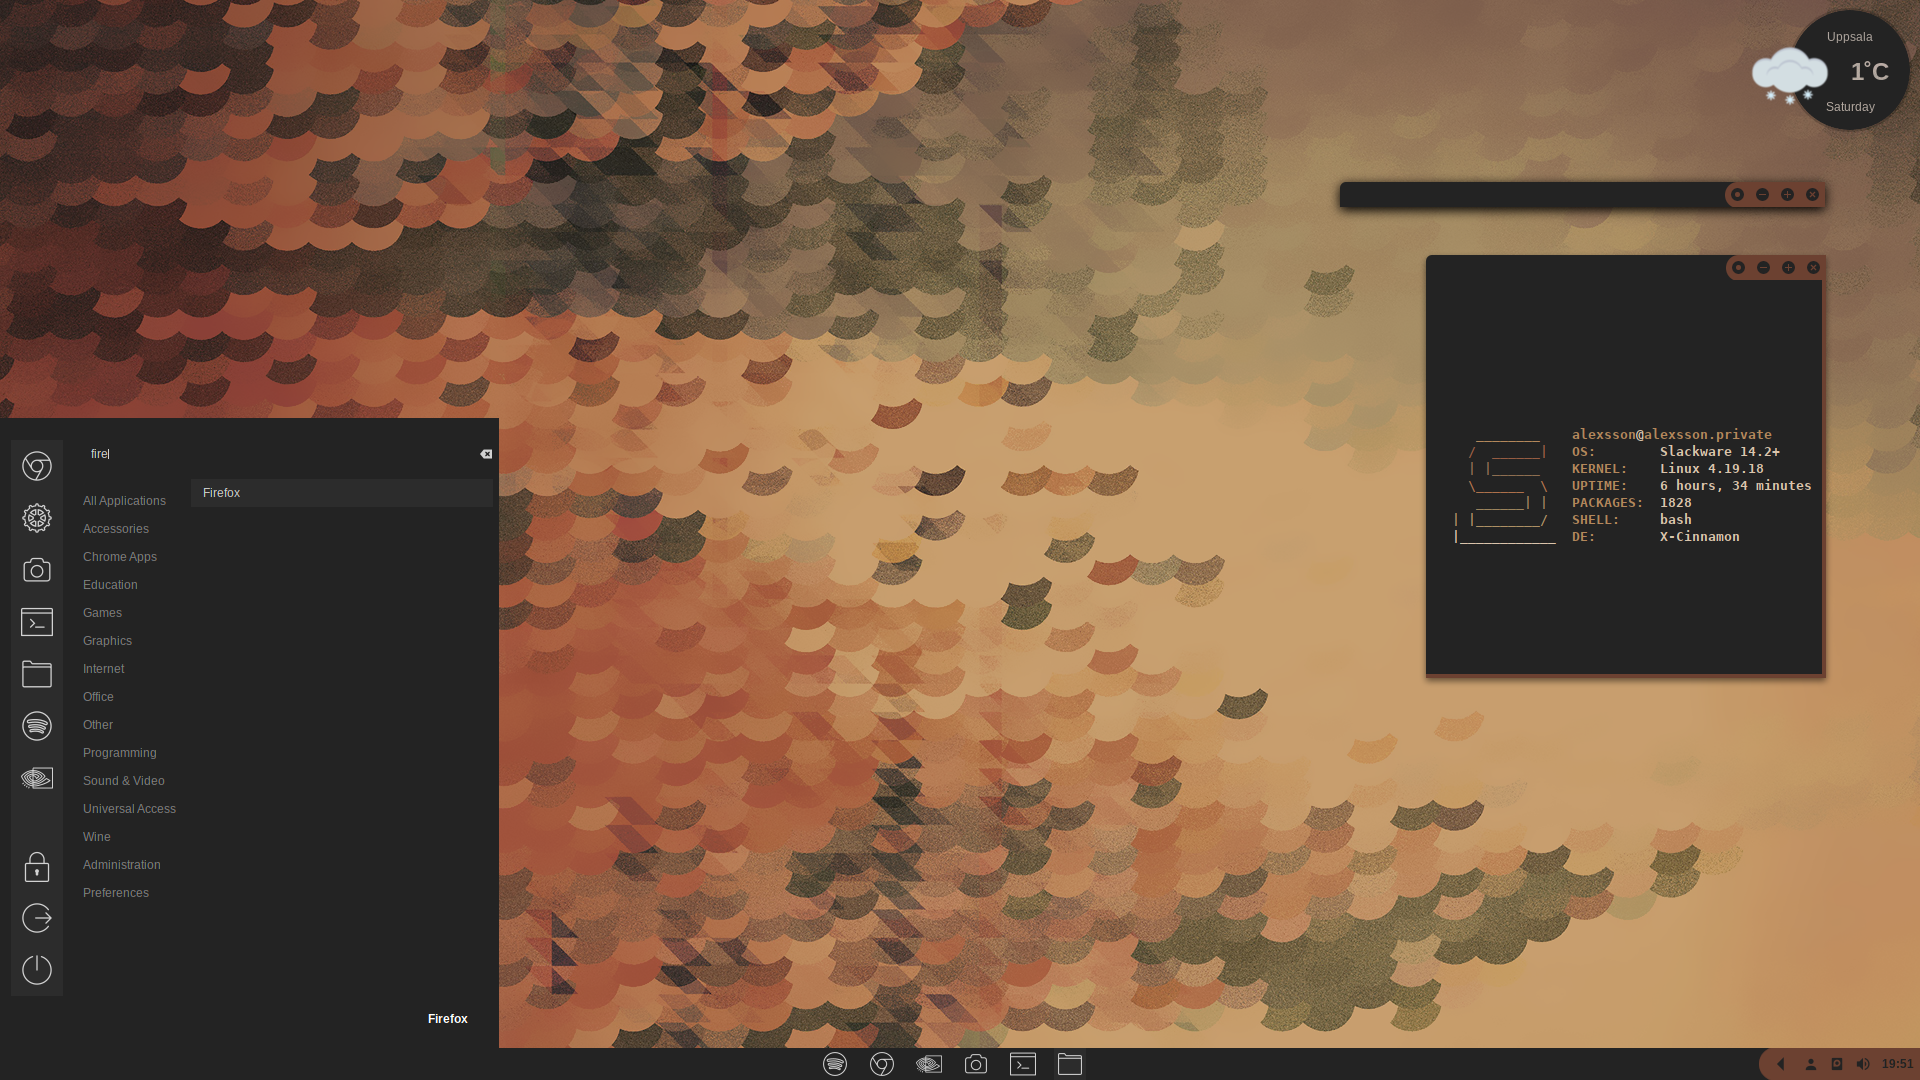 Uppsala
1°C
Saturday
alexsson@alexsson.private
OS: Slackware 14.2+
KERNEL: Linux 4.19.18
UPTIME: 6 hours, 34 minutes
PACKAGES: 1828
SHELL: bash
DE: X-Cinnamon
fire
Firefox
All Applications
Accessories
Chrome Apps
Education
Games
Graphics
Internet
Office
Other
Programming
Sound & Video
Universal Access
Wine
Administration
Preferences
Firefox
19:51